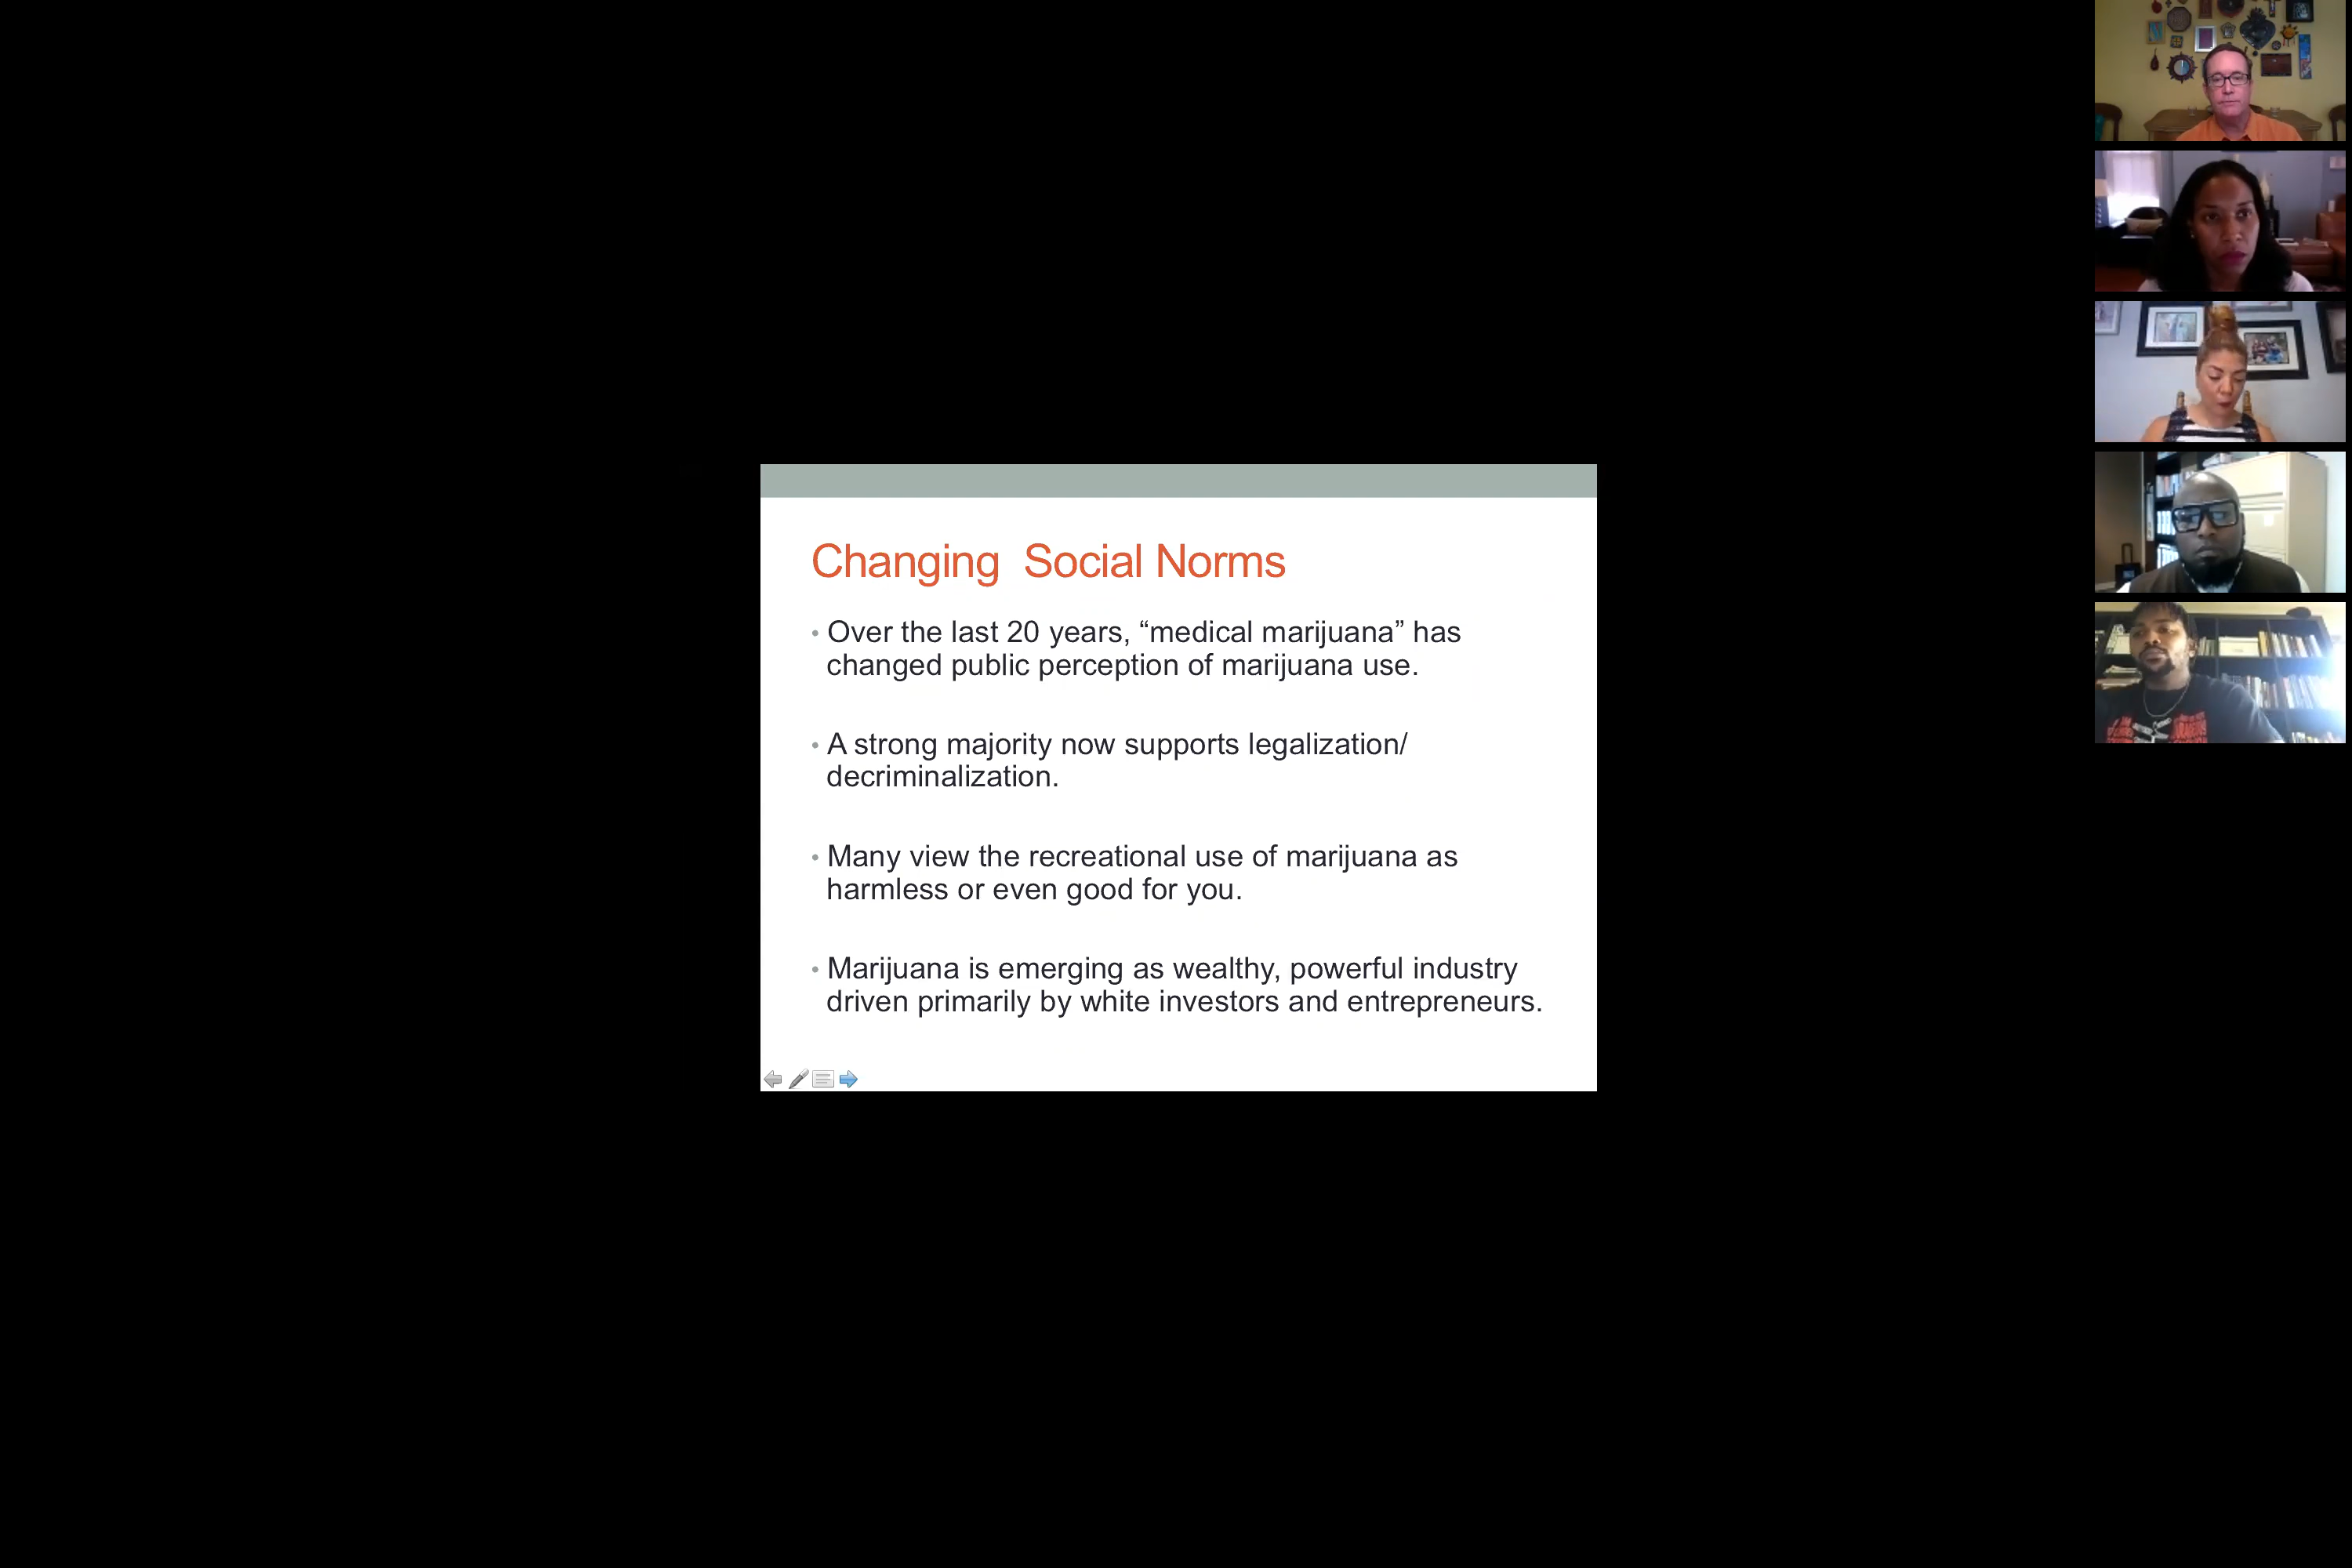 Changing  Social Norms
• Over the last 20 years, “medical marijuana” has
changed public perception of marijuana use.
• A strong majority now supports legalization/
decriminalization.
• Many view the recreational use of marijuana as
harmless or even good for you.
• Marijuana is emerging as wealthy, powerful industry
driven primarily by white investors and entrepreneurs.